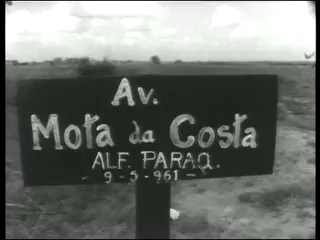 Av.
Mota da Costa
ALF. PARAQ.
- 9-5-961 -